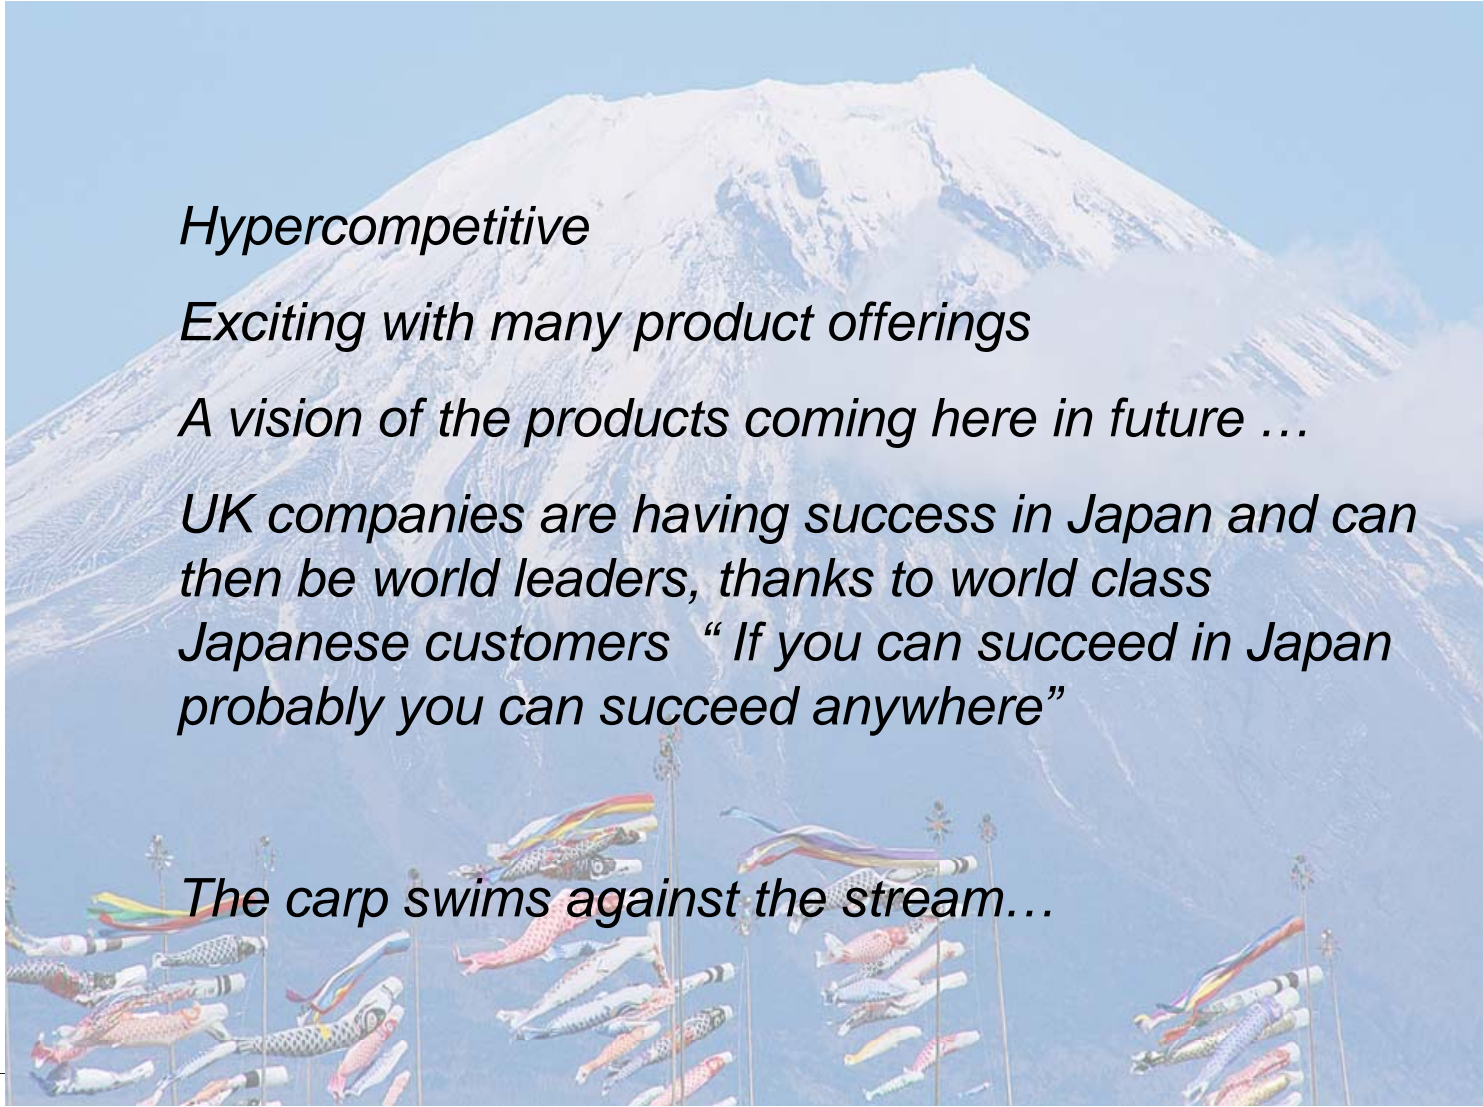 Hypercompetitive
Exciting with many product offerings
A vision of the products coming here in future …
UK companies are having success in Japan and can
then be world leaders, thanks to world class
Japanese customers  “ If you can succeed in Japan
probably you can succeed anywhere”
The carp swims against the stream…